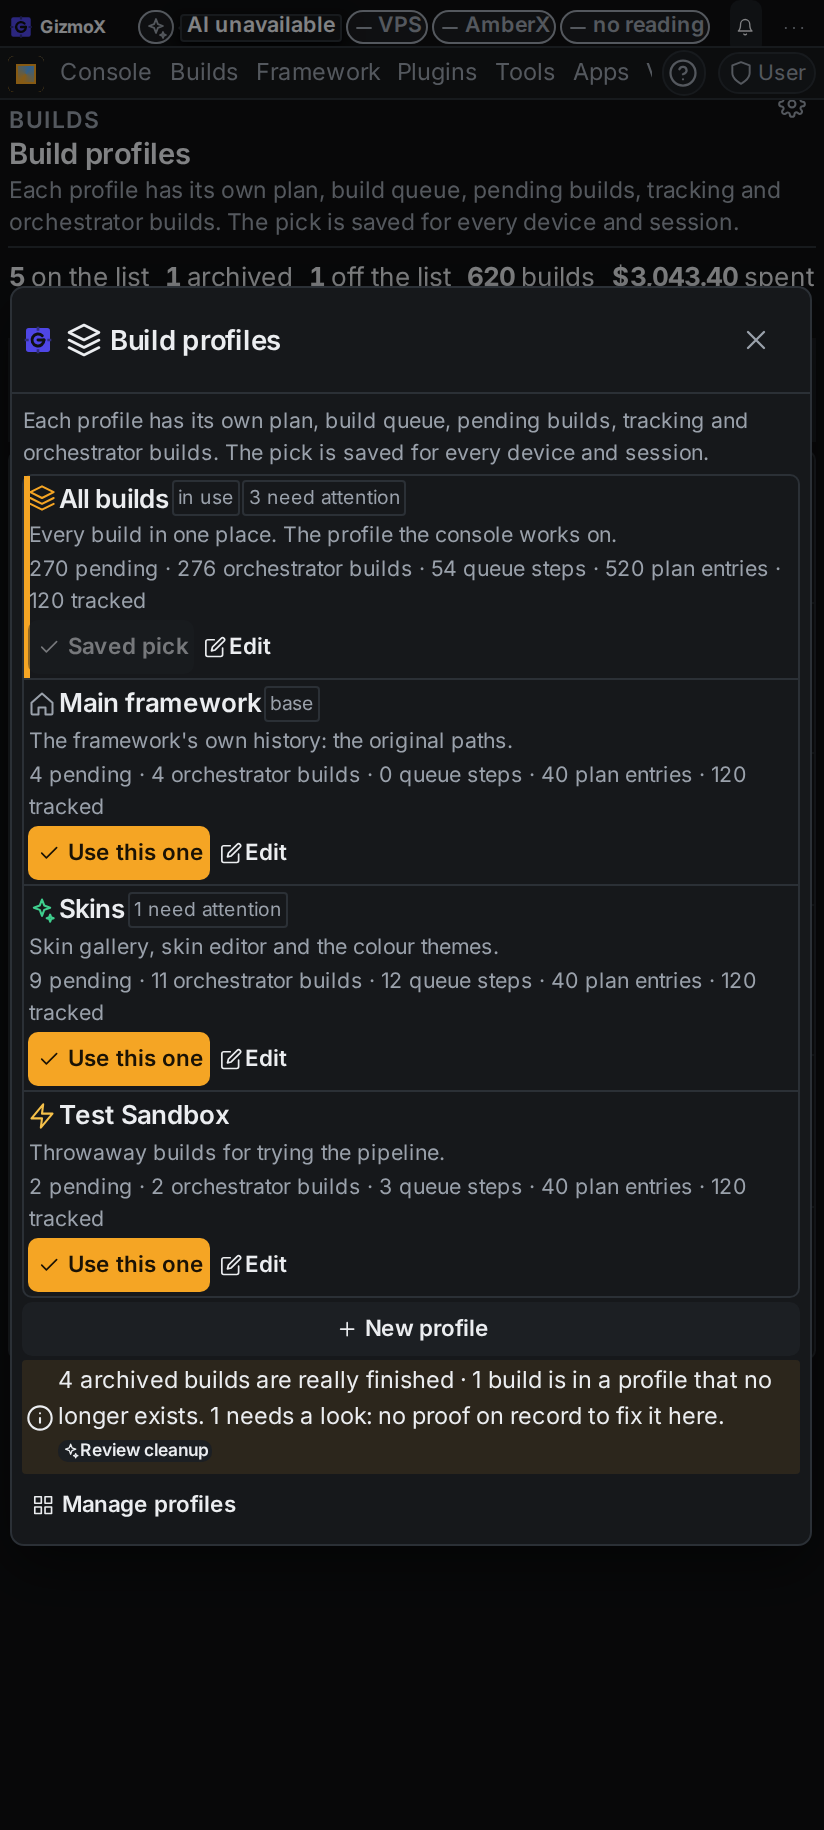 GizmoX AI unavailable — VPS — AmberX — no reading ...
Console Builds Framework Plugins Tools Apps User
BUILDS
Build profiles
Each profile has its own plan, build queue, pending builds, tracking and
orchestrator builds. The pick is saved for every device and session.
5 on the list 1 archived 1 off the list 620 builds $3,043.40 spent
Build profiles
Each profile has its own plan, build queue, pending builds, tracking and
orchestrator builds. The pick is saved for every device and session.
All builds in use 3 need attention
Every build in one place. The profile the console works on.
270 pending · 276 orchestrator builds · 54 queue steps · 520 plan entries ·
120 tracked
Saved pick Edit
Main framework base
The framework's own history: the original paths.
4 pending · 4 orchestrator builds · 0 queue steps · 40 plan entries · 120
tracked
Use this one Edit
Skins 1 need attention
Skin gallery, skin editor and the colour themes.
9 pending · 11 orchestrator builds · 12 queue steps · 40 plan entries · 120
tracked
Use this one Edit
Test Sandbox
Throwaway builds for trying the pipeline.
2 pending · 2 orchestrator builds · 3 queue steps · 40 plan entries · 120
tracked
Use this one Edit
+ New profile
4 archived builds are really finished · 1 build is in a profile that no
longer exists. 1 needs a look: no proof on record to fix it here.
Review cleanup
Manage profiles